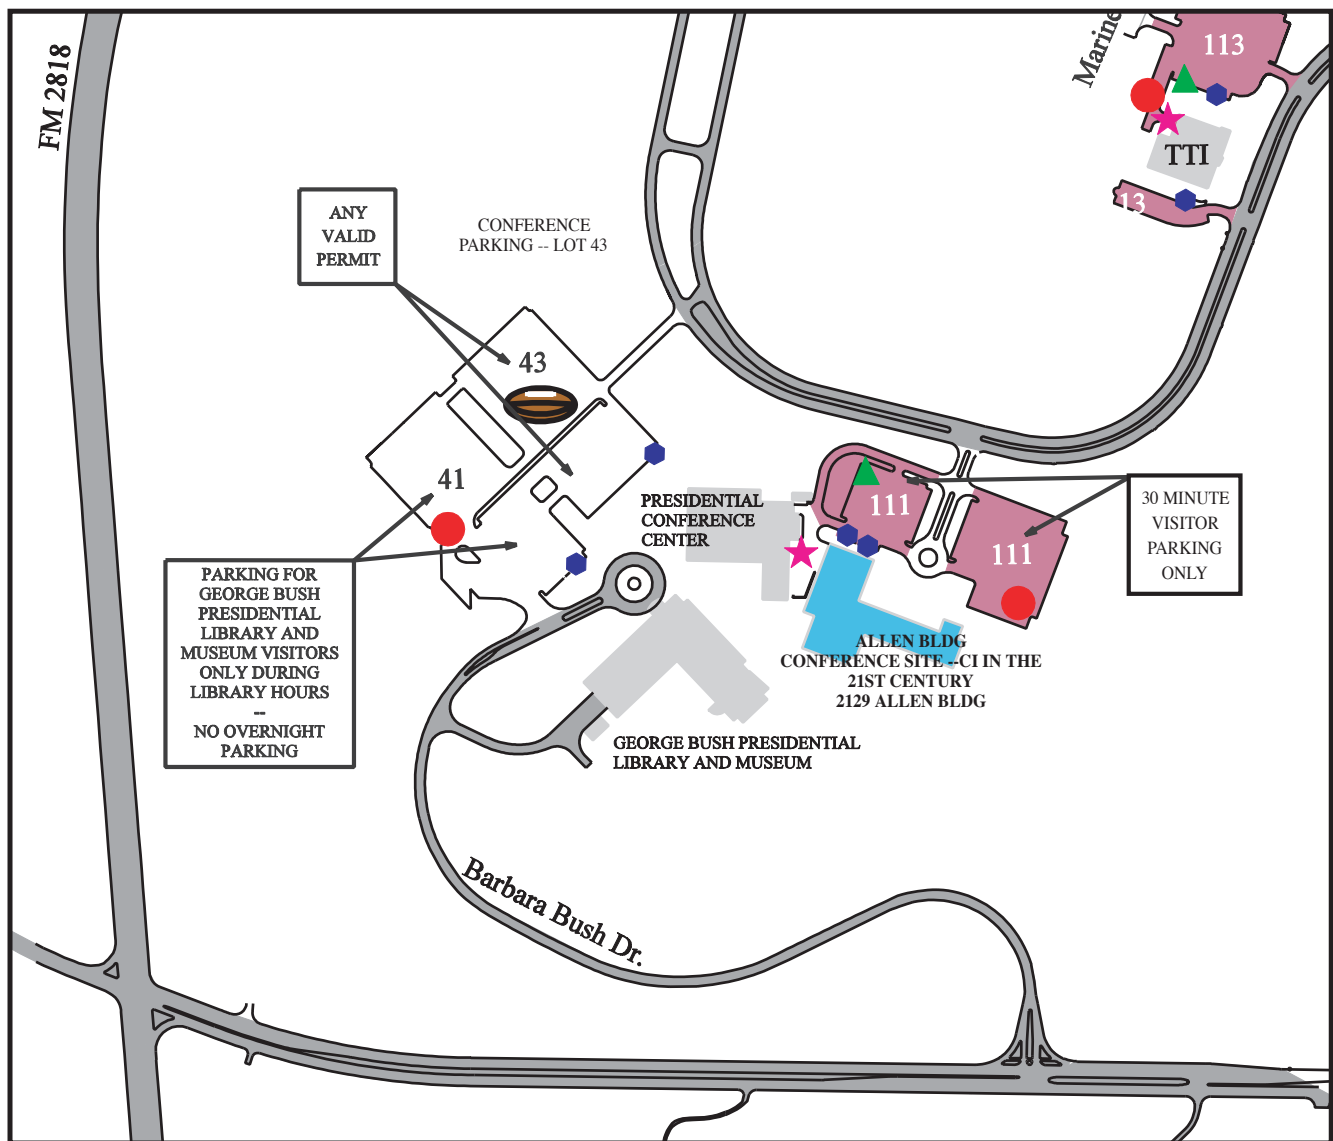 FM 2818
Marine
113
TTI
13
ANY
VALID
PERMIT
CONFERENCE
PARKING -- LOT 43
43
41
PRESIDENTIAL
CONFERENCE
CENTER
111
111
30 MINUTE
VISITOR
PARKING
ONLY
PARKING FOR
GEORGE BUSH
PRESIDENTIAL
LIBRARY AND
MUSEUM VISITORS
ONLY DURING
LIBRARY HOURS
--
NO OVERNIGHT
PARKING
ALLEN BLDG
CONFERENCE SITE --CI IN THE
21ST CENTURY
2129 ALLEN BLDG
GEORGE BUSH PRESIDENTIAL
LIBRARY AND MUSEUM
Barbara Bush Dr.